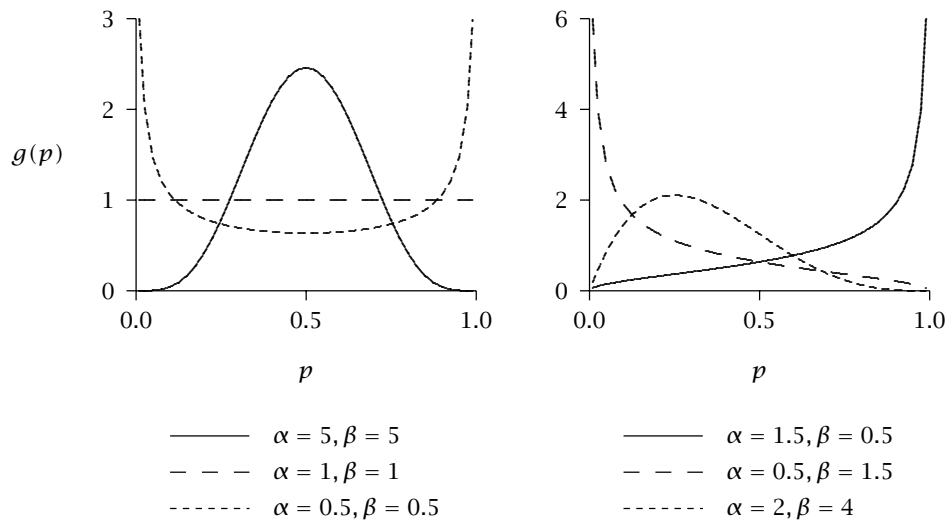 3
2
g(p)
1
0
0.0 0.5 1.0
p
α = 5, β = 5
α = 1, β = 1
α = 0.5, β = 0.5
6
4
2
0
0.0 0.5 1.0
p
α = 1.5, β = 0.5
α = 0.5, β = 1.5
α = 2, β = 4